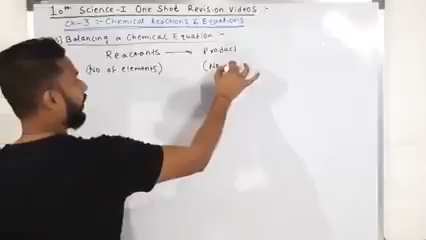 10th Science-I One Shot Revision Videos :-
Ch-3 :- Chemical Reactions & Equations
Balancing a Chemical Equation :-
Reactants → Product
(No. of elements) (No